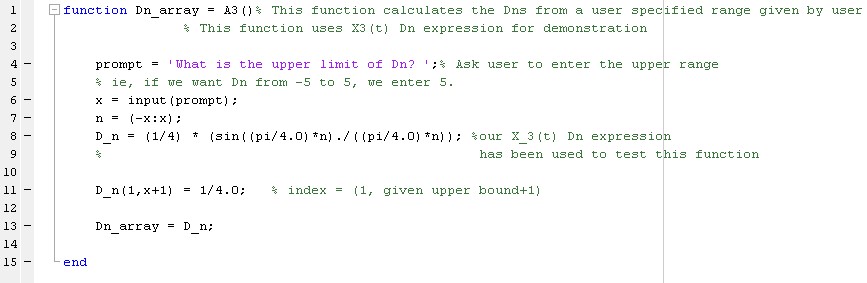 1 function Dn_array = A3()% This function calculates the Dns from a user specified range given by user
2 % This function uses X3(t) Dn expression for demonstration
3
4 - prompt = 'What is the upper limit of Dn? ';% Ask user to enter the upper range
5 % ie, if we want Dn from -5 to 5, we enter 5.
6 - x = input(prompt);
7 - n = (-x:x);
8 - D_n = (1/4) * (sin((pi/4.0)*n)./((pi/4.0)*n)); %our X_3(t) Dn expression
9 % has been used to test this function
10
11 - D_n(1,x+1) = 1/4.0; % index = (1, given upper bound+1)
12
13 - Dn_array = D_n;
14
15 - end